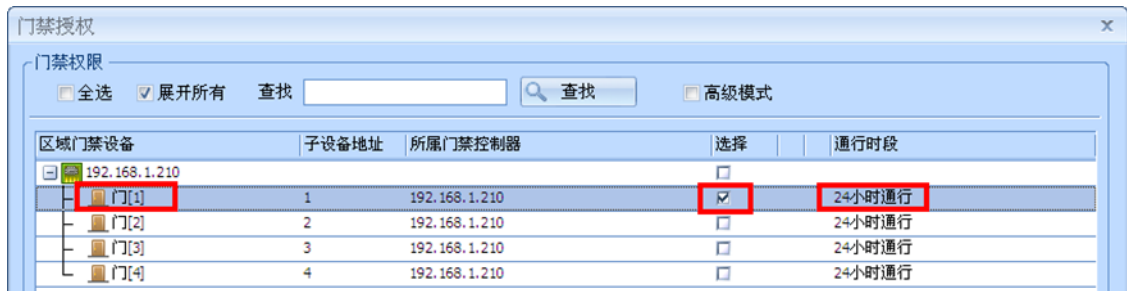 门禁授权 x
门禁权限
全选 展开所有 查找 查找 高级模式
区域门禁设备 子设备地址 所属门禁控制器 选择 通行时段
192.168.1.210
门[1] 1 192.168.1.210 24小时通行
门[2] 2 192.168.1.210 24小时通行
门[3] 3 192.168.1.210 24小时通行
门[4] 4 192.168.1.210 24小时通行